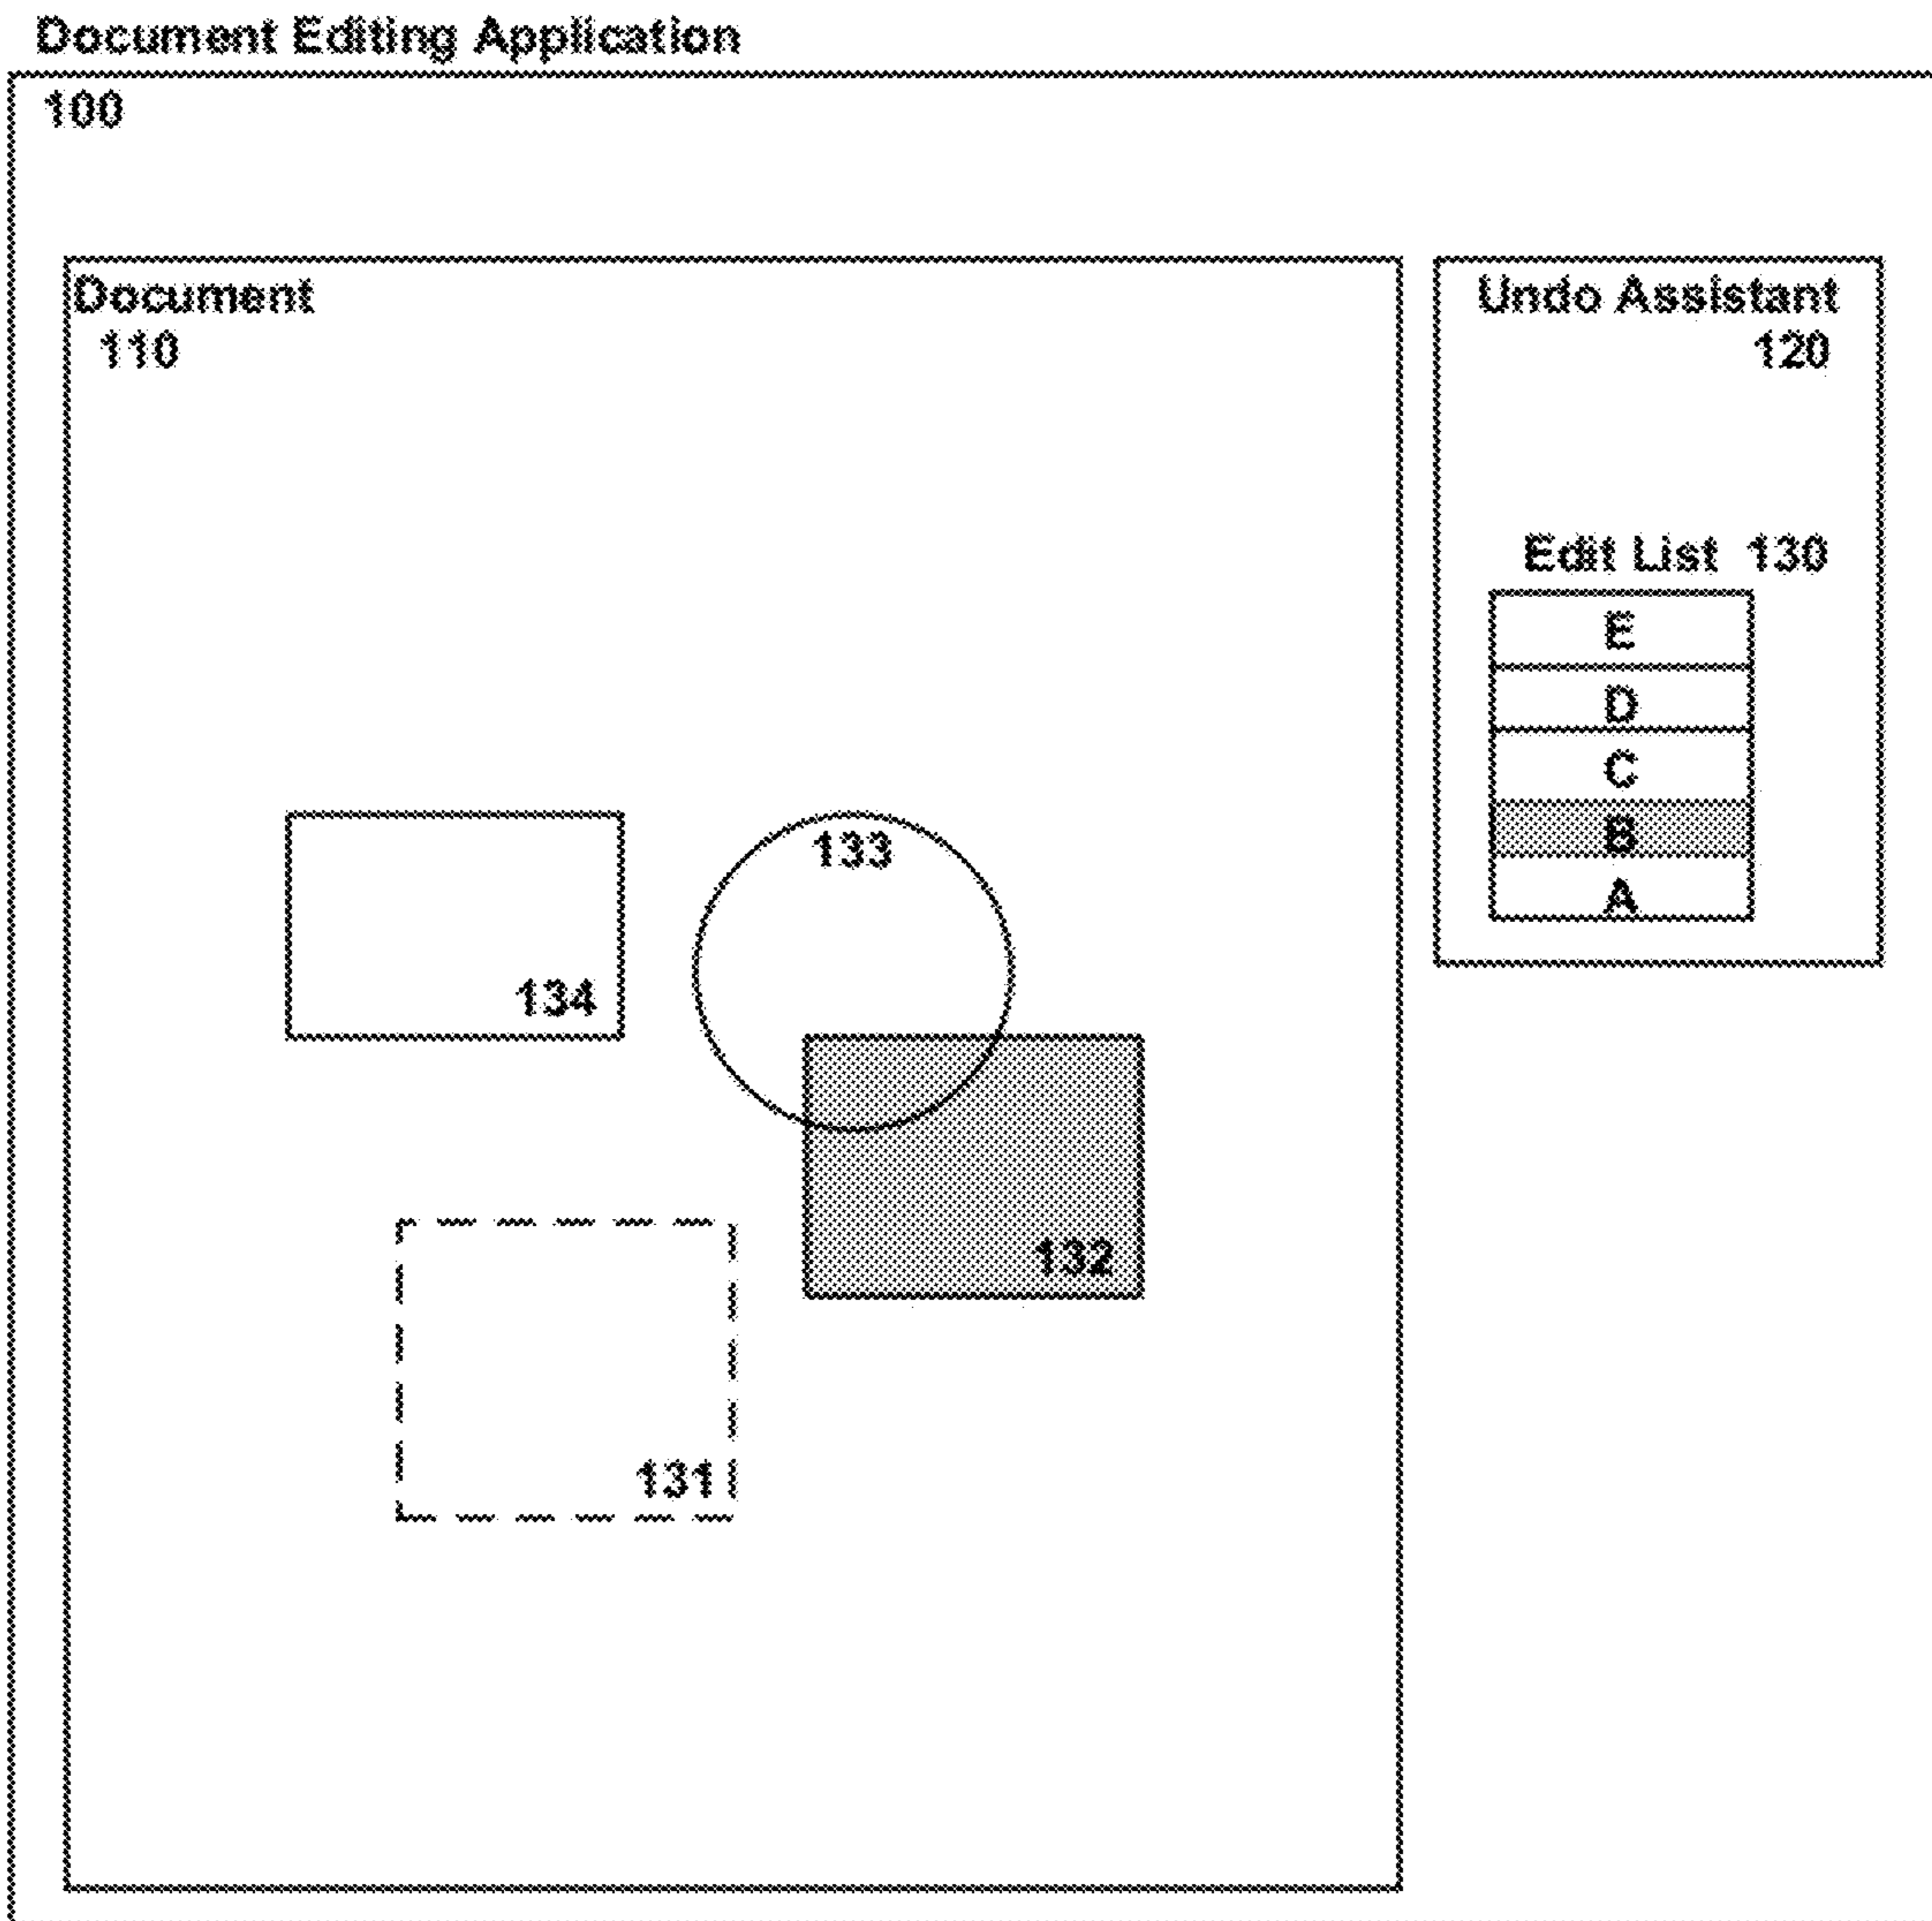 Document Editing Application
100
Document
110
Undo Assistant
120
Edit List 130
E
D
C
B
A
133
134
132
131